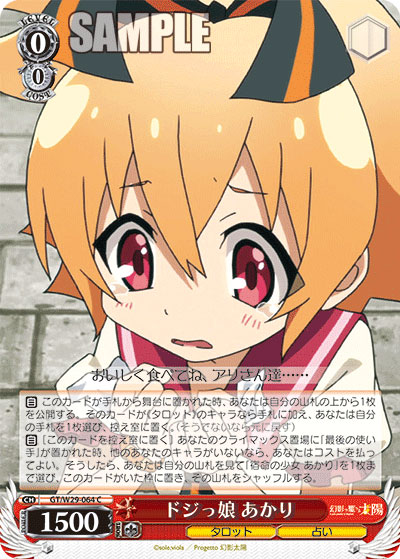 LEVEL
0
0
COST
SAMPLE
おいしく食べてね、アリさん達……
このカードが手札から舞台に置かれた時、あなたは自分の山札の上から1枚
を公開する。そのカードが《タロット》のキャラなら手札に加え、あなたは自分
の手札を1枚選び、控え室に置く。(そうでないなら元に戻す)
[このカードを控え室に置く] あなたのクライマックス置場に「最後の使い
手」が置かれた時、他のあなたのキャラがいないなら、あなたはコストを払っ
てよい。そうしたら、あなたは自分の山札を見て「宿命の少女 あかり」を1枚ま
で選び、このカードがいた枠に置き、その山札をシャッフルする。
CH GT/W29-064 C
1500
ドジっ娘 あかり
幻影ヲ駆ケル太陽
タロット
占い
©sole;viola / Progetto 幻影太陽